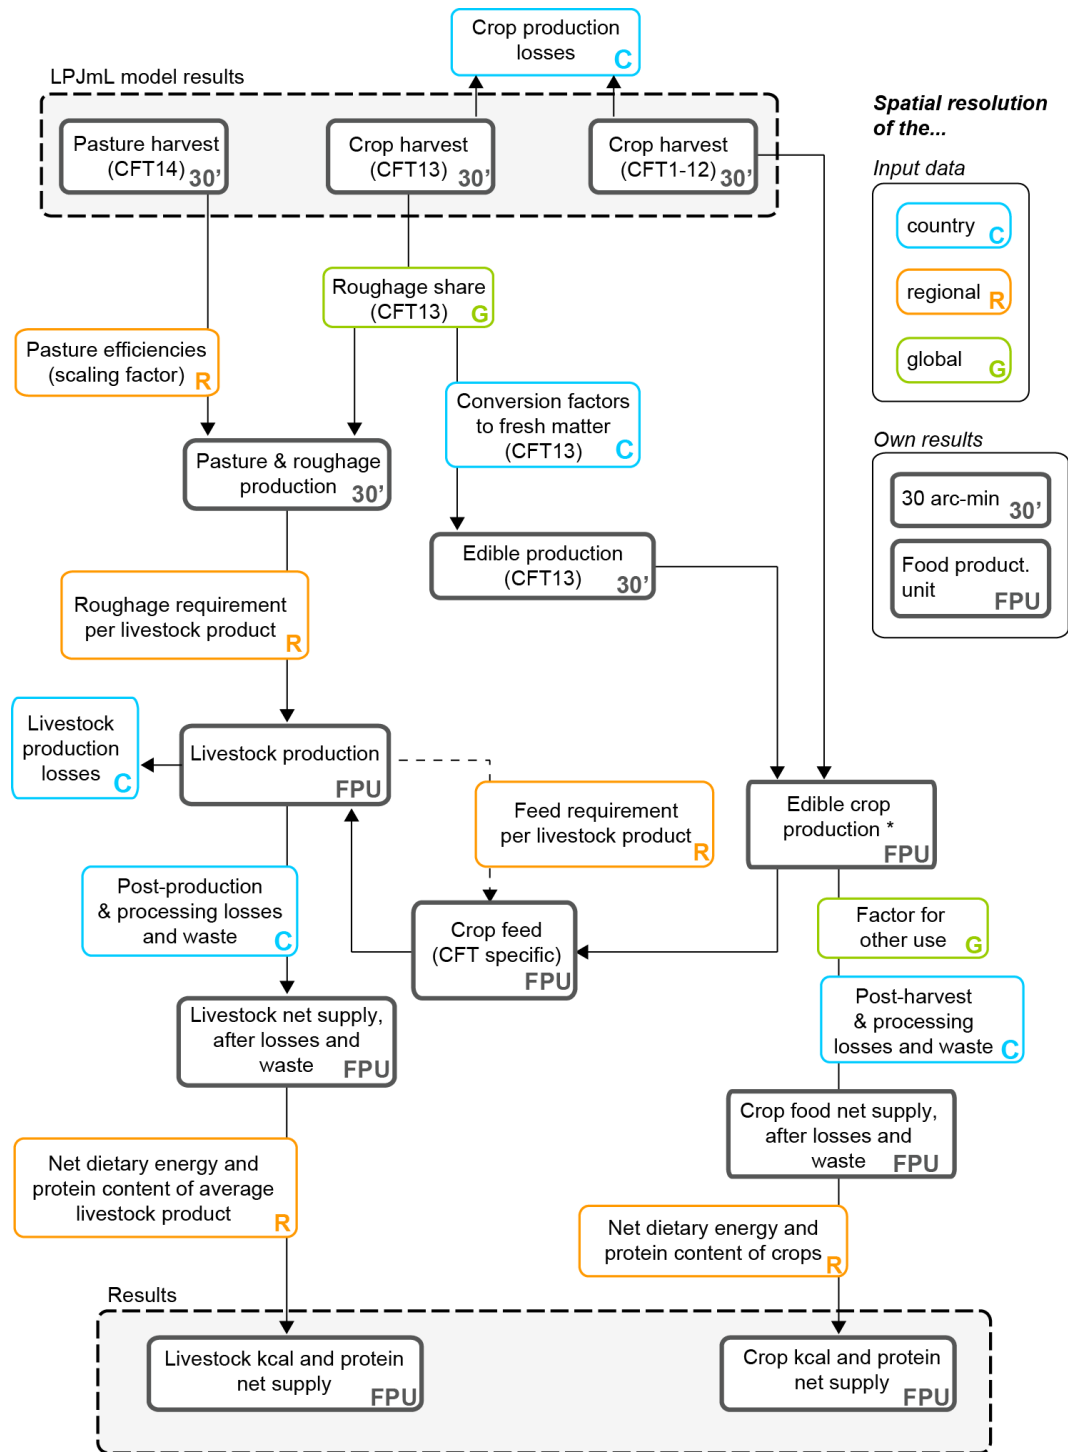 Crop production
losses
C
LPJmL model results
Pasture harvest
(CFT14)
30’
Crop harvest
(CFT13)
30’
Crop harvest
(CFT1-12)
30’
Spatial resolution
of the...
Input data
country
C
regional
R
global
G
Own results
30 arc-min
30’
Food product.
unit
FPU
Roughage share
(CFT13)
G
Pasture efficiencies
(scaling factor)
R
Conversion factors
to fresh matter
(CFT13)
C
Pasture & roughage
production
30’
Edible production
(CFT13)
30’
Roughage requirement
per livestock product
R
Livestock
production
losses
C
Livestock production
FPU
Feed requirement
per livestock product
R
Edible crop
production *
FPU
Post-production
& processing losses
and waste
C
Crop feed
(CFT specific)
FPU
Factor for
other use
G
Post-harvest
& processing
losses and waste
C
Livestock net supply,
after losses and
waste
FPU
Crop food net supply,
after losses and
waste
FPU
Net dietary energy and
protein content of average
livestock product
R
Net dietary energy and
protein content of crops
R
Results
Livestock kcal and protein
net supply
FPU
Crop kcal and protein
net supply
FPU